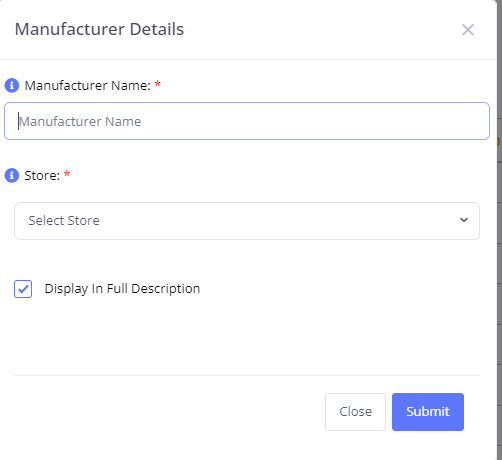 Manufacturer Details
Manufacturer Name: *
Manufacturer Name
Store: *
Select Store
Display In Full Description
Close Submit